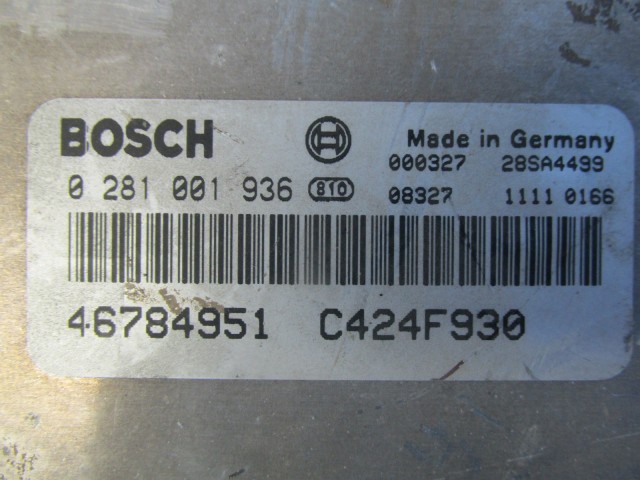 BOSCH Made in Germany
000327 28SA4499
0 281 001 936 810 08327 1111 0166
46784951 C424F930